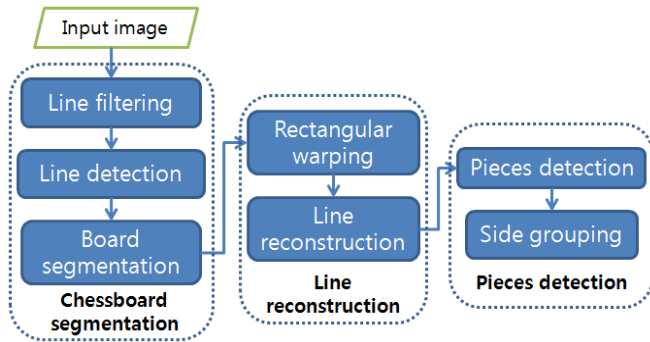 Input image
Line filtering
Line detection
Board
segmentation
Chessboard
segmentation
Rectangular
warping
Line
reconstruction
Line
reconstruction
Pieces detection
Side grouping
Pieces detection